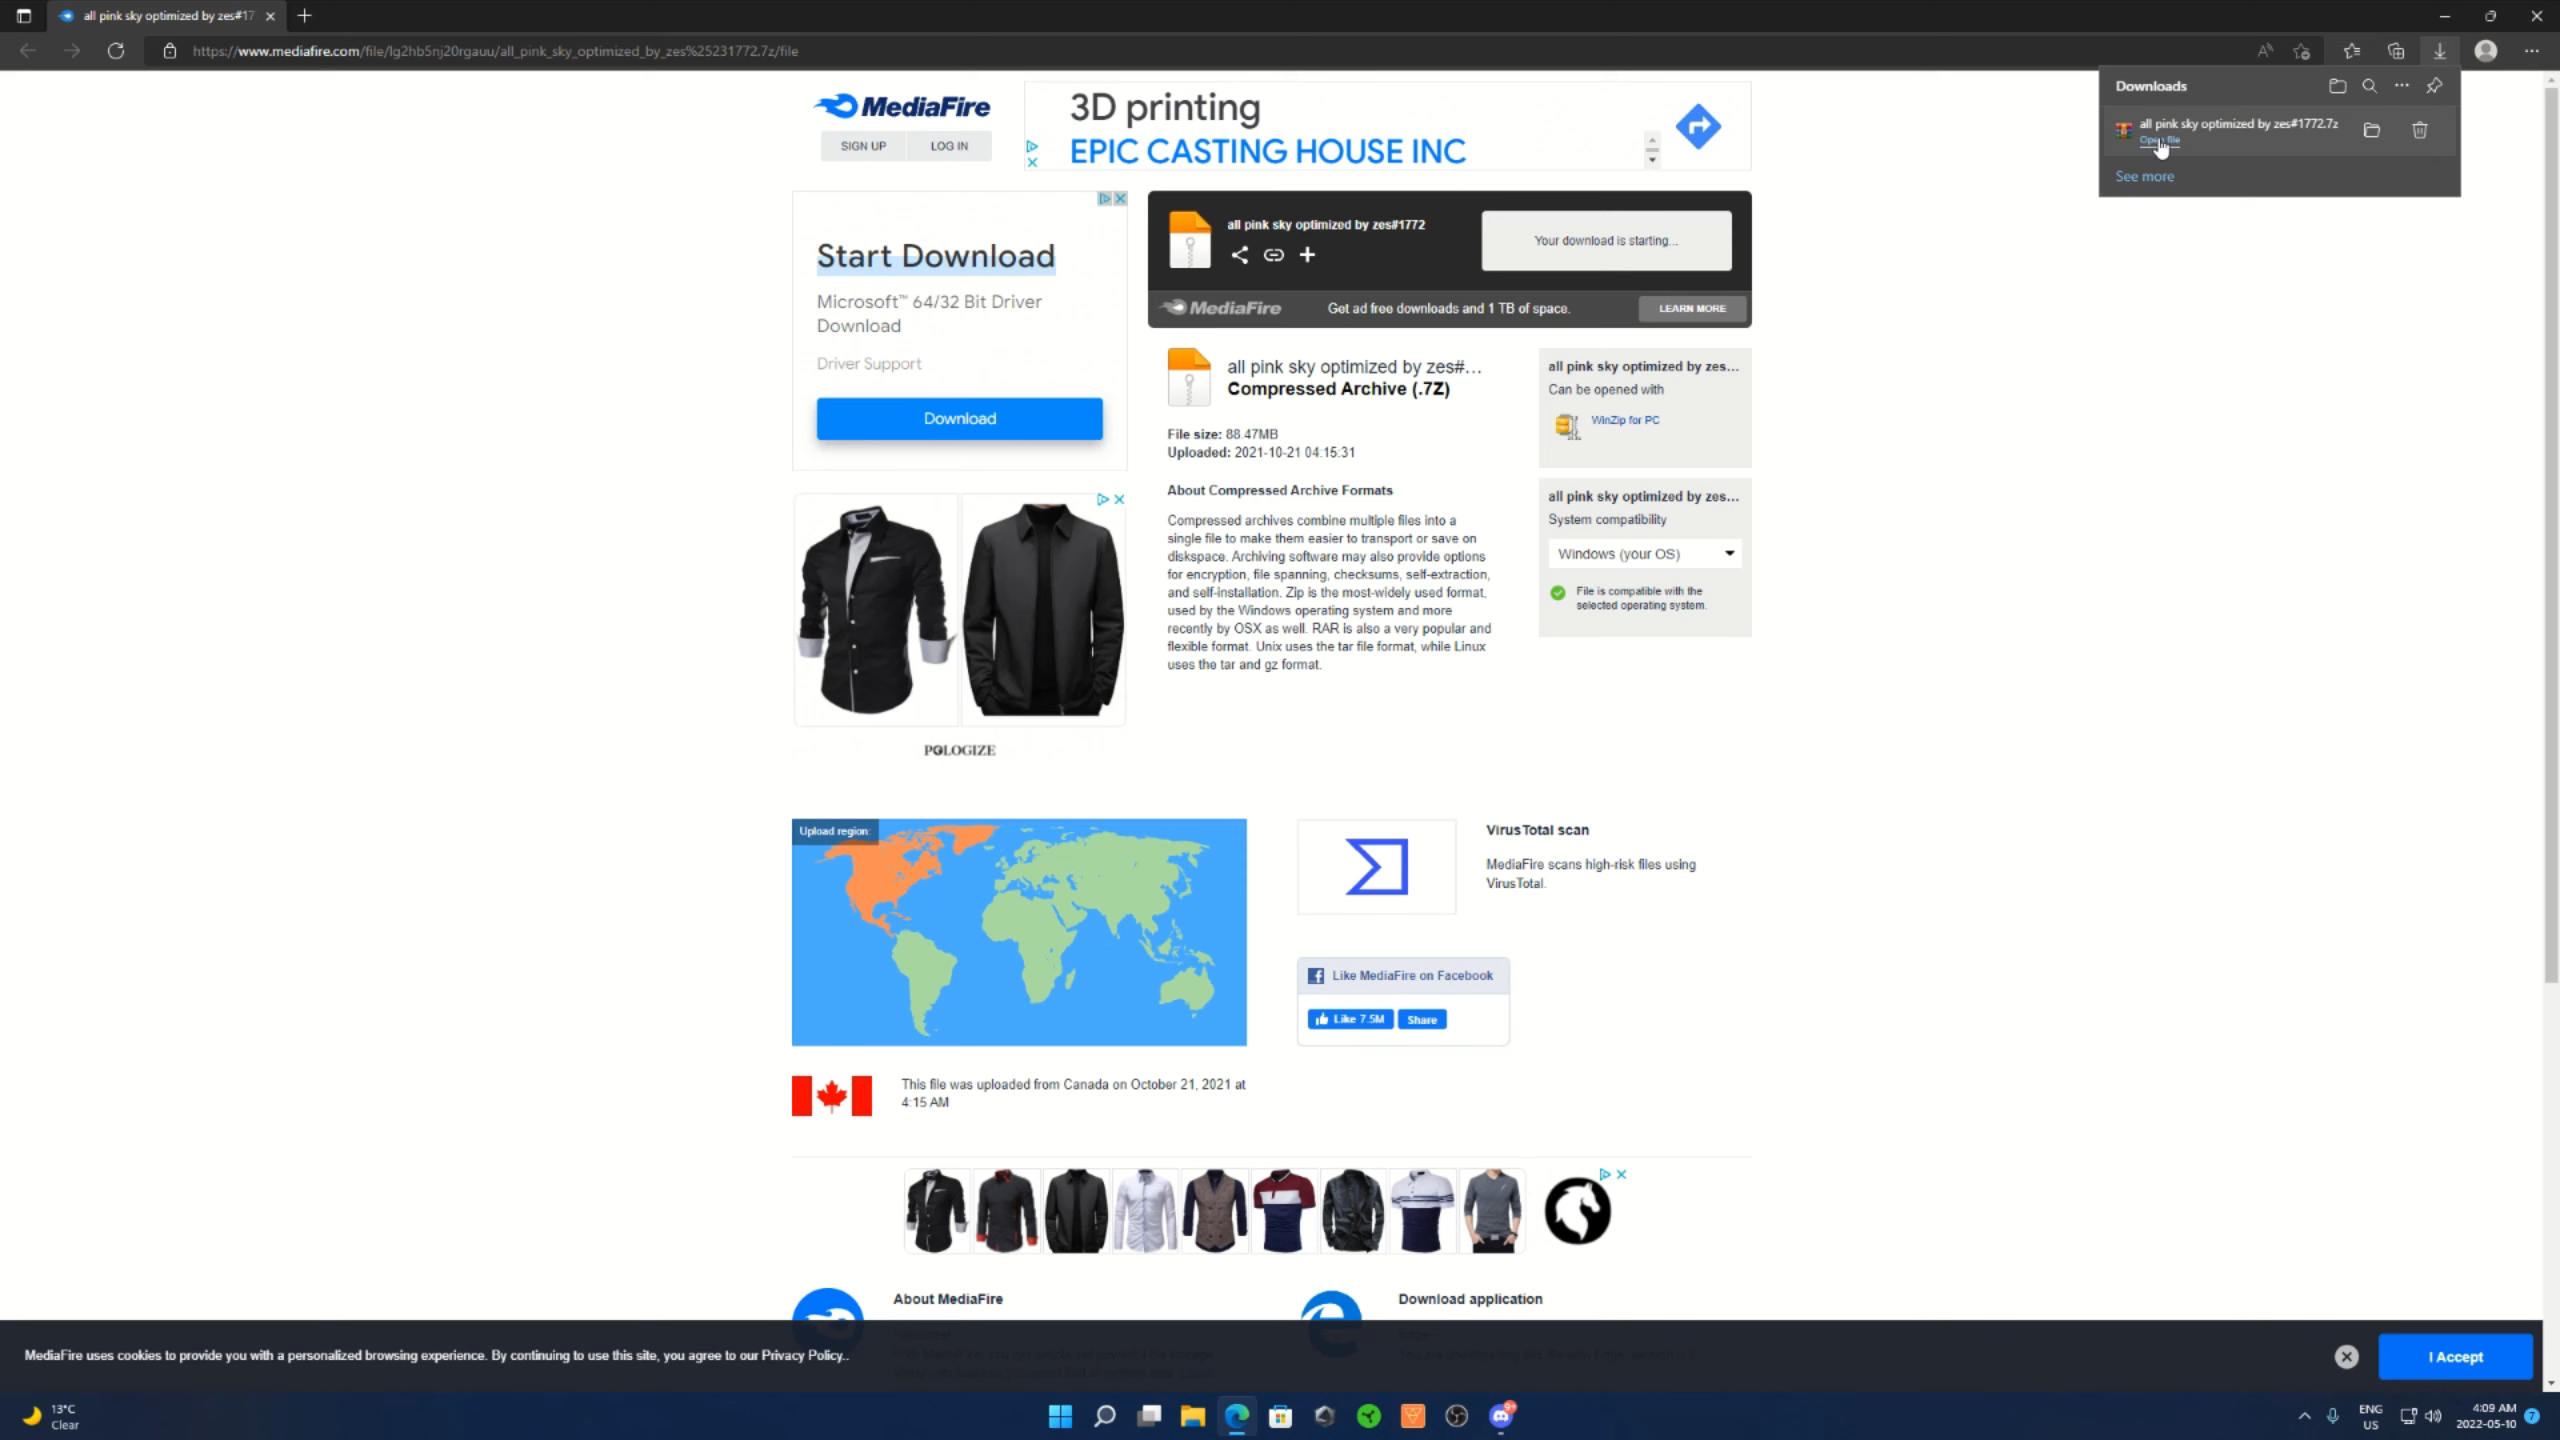 all pink sky optimized by zes#17
https://www.mediafire.com/file/lg2hb5nj20rgauu/all_pink_sky_optimized_by_zes%25231772.7z/file
Downloads
all pink sky optimized by zes#1772.7z
Open file
See more
MediaFire
SIGN UP
LOG IN
3D printing
EPIC CASTING HOUSE INC
Start Download
Microsoft™ 64/32 Bit Driver
Download
Driver Support
Download
all pink sky optimized by zes#1772
Your download is starting...
MediaFire
Get ad free downloads and 1 TB of space.
LEARN MORE
all pink sky optimized by zes#...
Compressed Archive (.7Z)
File size: 88.47MB
Uploaded: 2021-10-21 04:15:31
About Compressed Archive Formats
Compressed archives combine multiple files into a
single file to make them easier to transport or save on
diskspace. Archiving software may also provide options
for encryption, file spanning, checksums, self-extraction,
and self-installation. Zip is the most-widely used format,
used by the Windows operating system and more
recently by OSX as well. RAR is also a very popular and
flexible format. Unix uses the tar file format, while Linux
uses the tar and gz format.
all pink sky optimized by zes...
Can be opened with
WinZip for PC
all pink sky optimized by zes...
System compatibility
Windows (your OS)
File is compatible with the
selected operating system.
POLOGIZE
Upload region:
VirusTotal scan
MediaFire scans high-risk files using
VirusTotal.
Like MediaFire on Facebook
Like 7.5M
Share
This file was uploaded from Canada on October 21, 2021 at
4:15 AM
About MediaFire
Download application
MediaFire uses cookies to provide you with a personalized browsing experience. By continuing to use this site, you agree to our Privacy Policy..
I Accept
13°C
Clear
9+
ENG
US
4:09 AM
2022-05-10
7